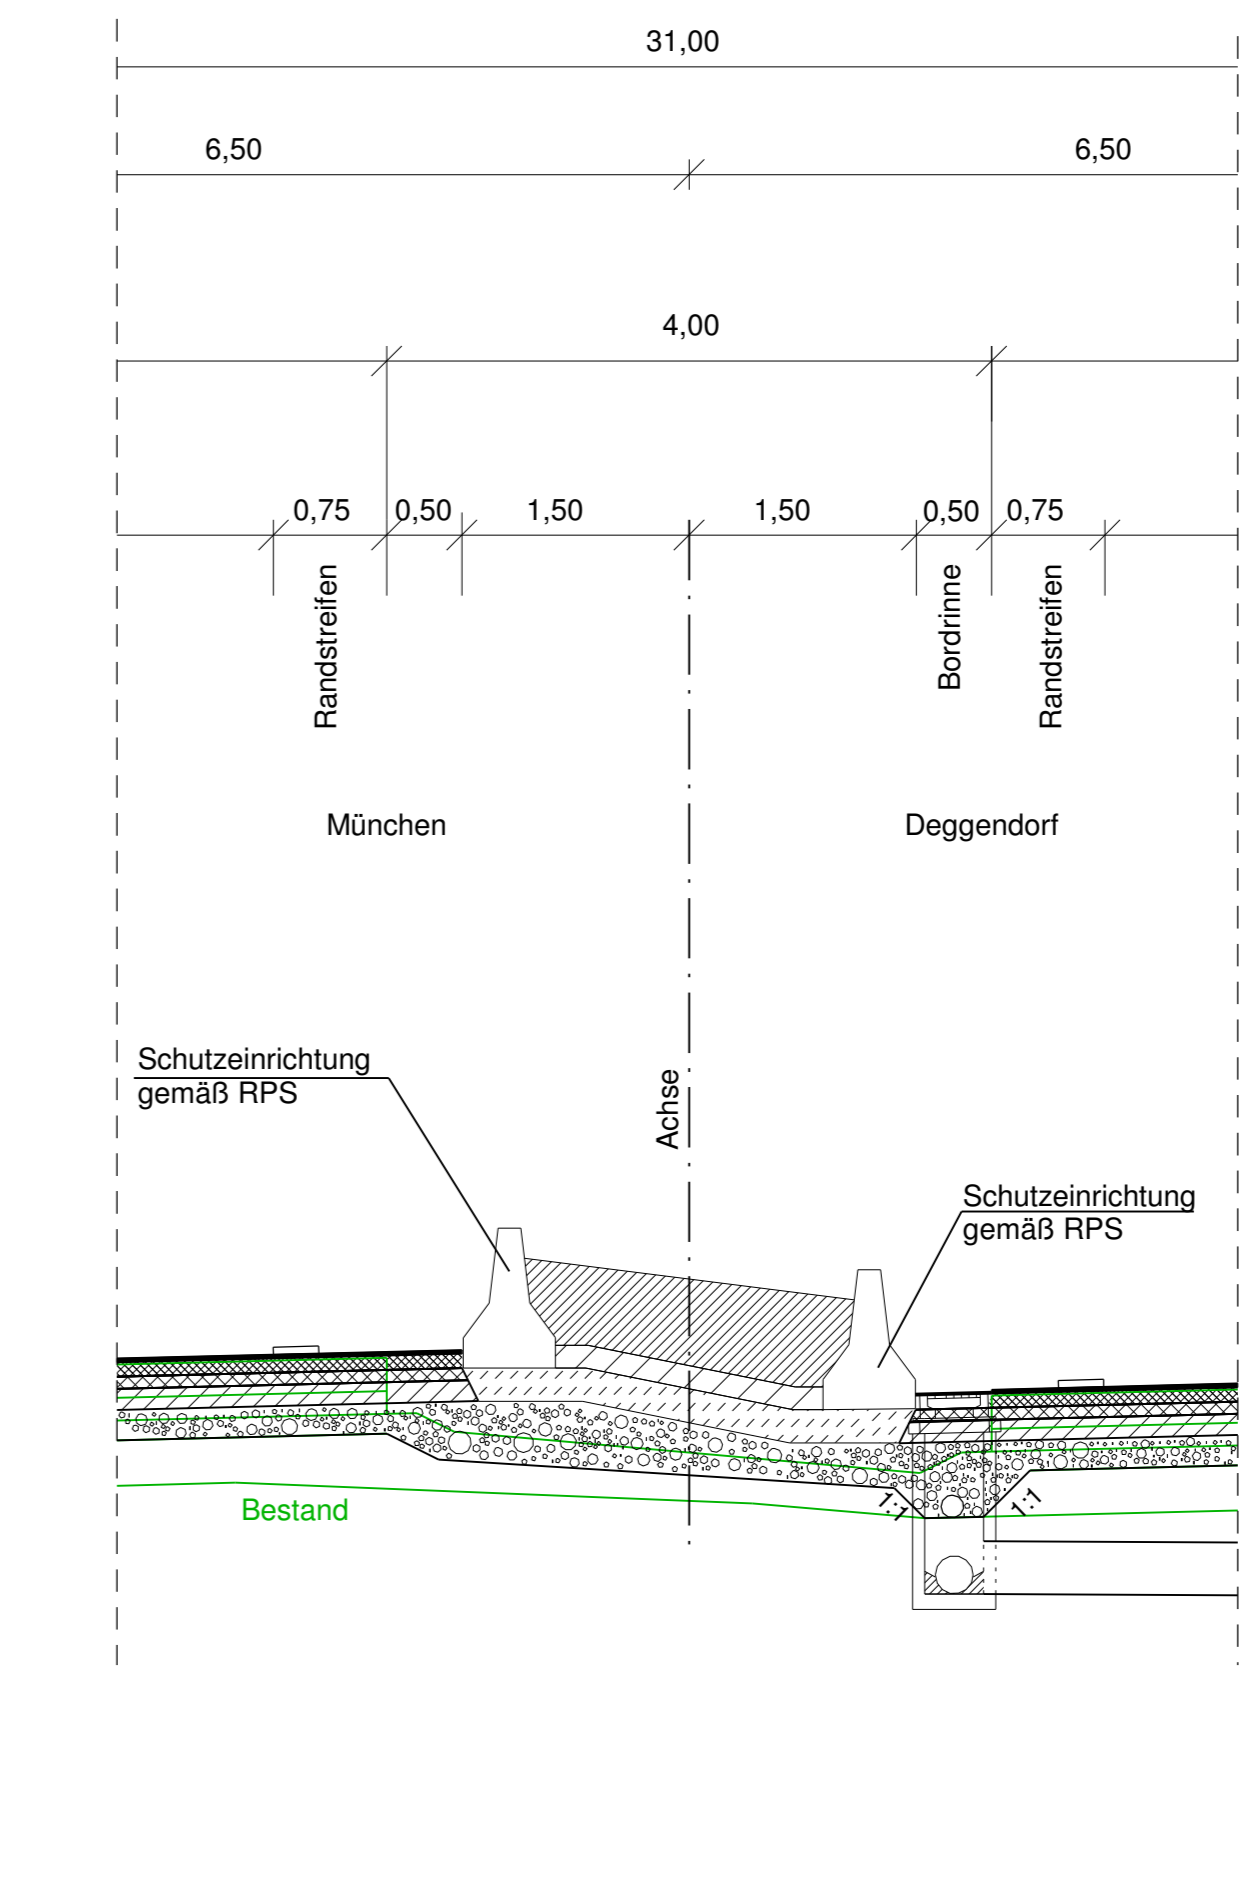 31,00
6,50
6,50
4,00
0,75
0,50
1,50
1,50
0,50
0,75
Randstreifen
Bordrinne
Randstreifen
München
Deggendorf
Schutzeinrichtung
gemäß RPS
Achse
Schutzeinrichtung
gemäß RPS
Bestand
1:1
1:1